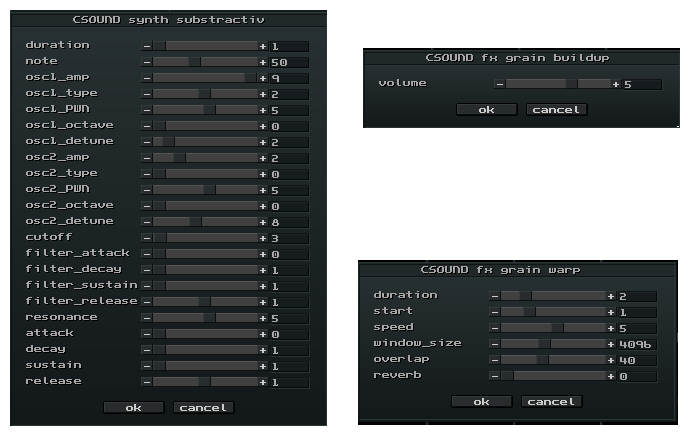 CSOUND synth substractiv
duration - + 1
note - + 50
osc1_amp - + 9
osc1_type - + 2
osc1_PWN - + 5
osc1_octave - + 0
osc1_detune - + 2
osc2_amp - + 2
osc2_type - + 0
osc2_PWN - + 5
osc2_octave - + 0
osc2_detune - + 8
cutoff - + 3
filter_attack - + 0
filter_decay - + 1
filter_sustain - + 1
filter_release - + 1
resonance - + 5
attack - + 0
decay - + 1
sustain - + 1
release - + 1
ok cancel
CSOUND fx grain buildup
volume - + 5
ok cancel
CSOUND fx grain warp
duration - + 2
start - + 1
speed - + 5
window_size - + 4096
overlap - + 40
reverb - + 0
ok cancel